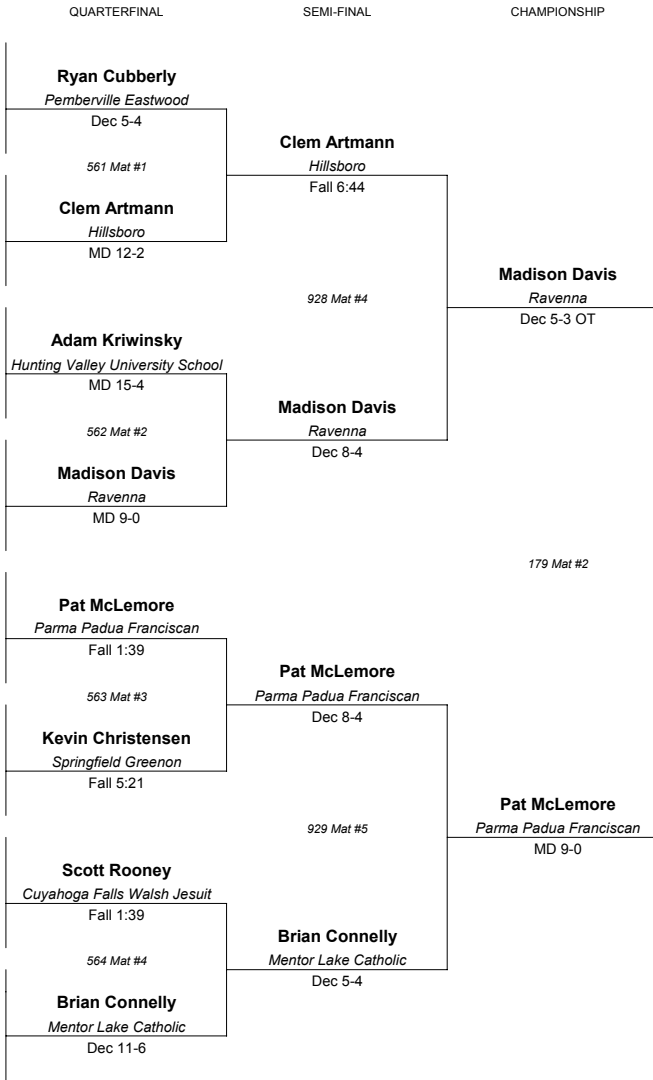 QUARTERFINAL SEMI-FINAL CHAMPIONSHIP
Ryan Cubberly
Pemberville Eastwood
Dec 5-4
561 Mat #1
Clem Artmann
Hillsboro
MD 12-2
Adam Kriwinsky
Hunting Valley University School
MD 15-4
562 Mat #2
Madison Davis
Ravenna
MD 9-0
Pat McLemore
Parma Padua Franciscan
Fall 1:39
563 Mat #3
Kevin Christensen
Springfield Greenon
Fall 5:21
Scott Rooney
Cuyahoga Falls Walsh Jesuit
Fall 1:39
564 Mat #4
Brian Connelly
Mentor Lake Catholic
Dec 11-6
Clem Artmann
Hillsboro
Fall 6:44
928 Mat #4
Madison Davis
Ravenna
Dec 8-4
Pat McLemore
Parma Padua Franciscan
Dec 8-4
929 Mat #5
Brian Connelly
Mentor Lake Catholic
Dec 5-4
Madison Davis
Ravenna
Dec 5-3 OT
179 Mat #2
Pat McLemore
Parma Padua Franciscan
MD 9-0